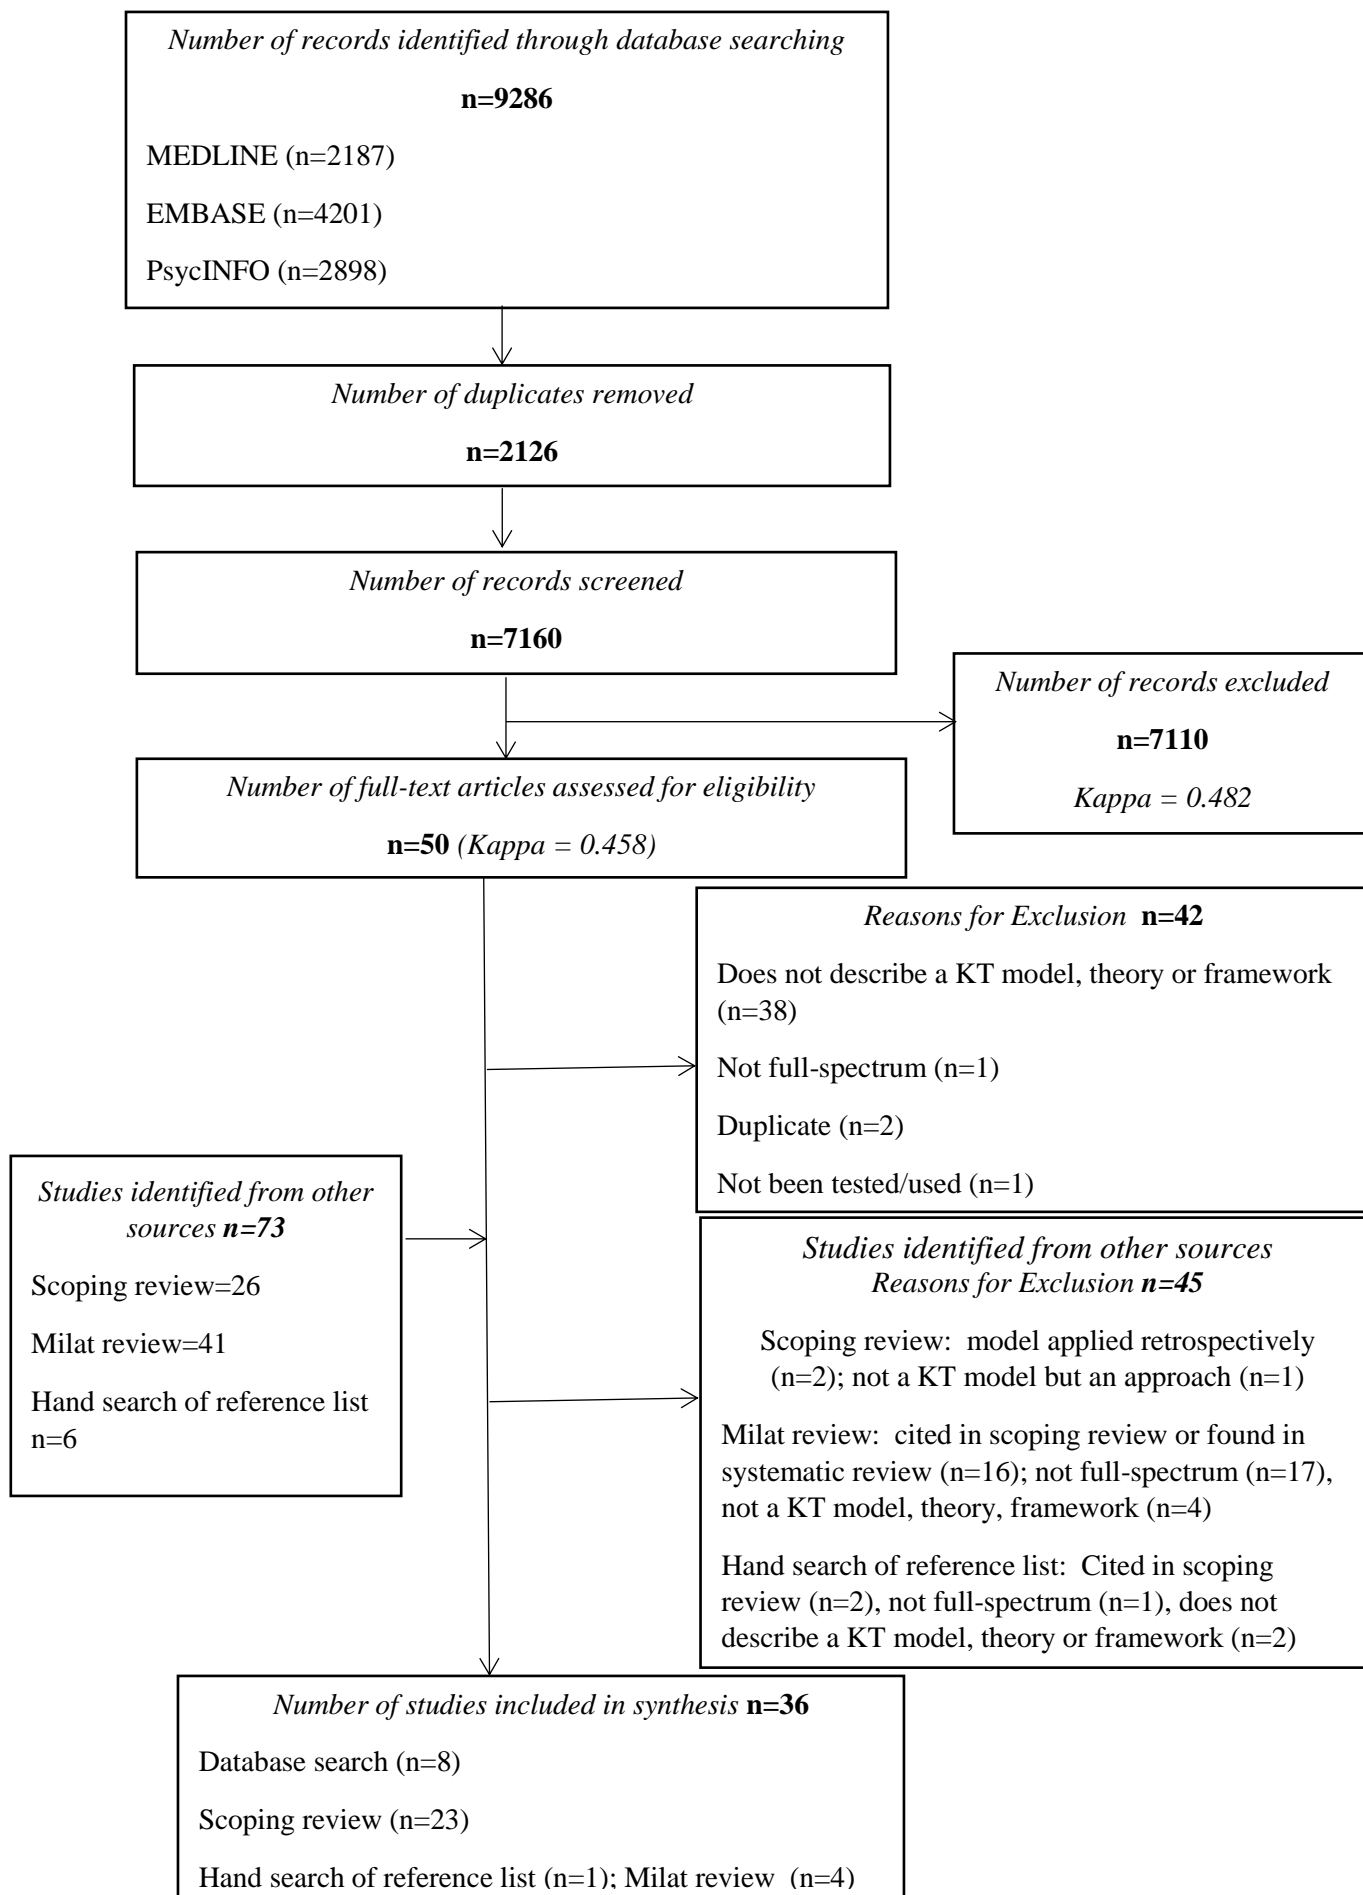 Number of records identified through database searching
n=9286
MEDLINE (n=2187)
EMBASE (n=4201)
PsycINFO (n=2898)
Number of duplicates removed
n=2126
Number of records screened
n=7160
Number of records excluded
n=7110
Kappa = 0.482
Number of full-text articles assessed for eligibility
n=50 (Kappa = 0.458)
Reasons for Exclusion n=42
Does not describe a KT model, theory or framework
(n=38)
Not full-spectrum (n=1)
Duplicate (n=2)
Not been tested/used (n=1)
Studies identified from other
sources n=73
Scoping review=26
Milat review=41
Hand search of reference list
n=6
Studies identified from other sources
Reasons for Exclusion n=45
Scoping review: model applied retrospectively
(n=2); not a KT model but an approach (n=1)
Milat review: cited in scoping review or found in
systematic review (n=16); not full-spectrum (n=17),
not a KT model, theory, framework (n=4)
Hand search of reference list: Cited in scoping
review (n=2), not full-spectrum (n=1), does not
describe a KT model, theory or framework (n=2)
Number of studies included in synthesis n=36
Database search (n=8)
Scoping review (n=23)
Hand search of reference list (n=1); Milat review (n=4)